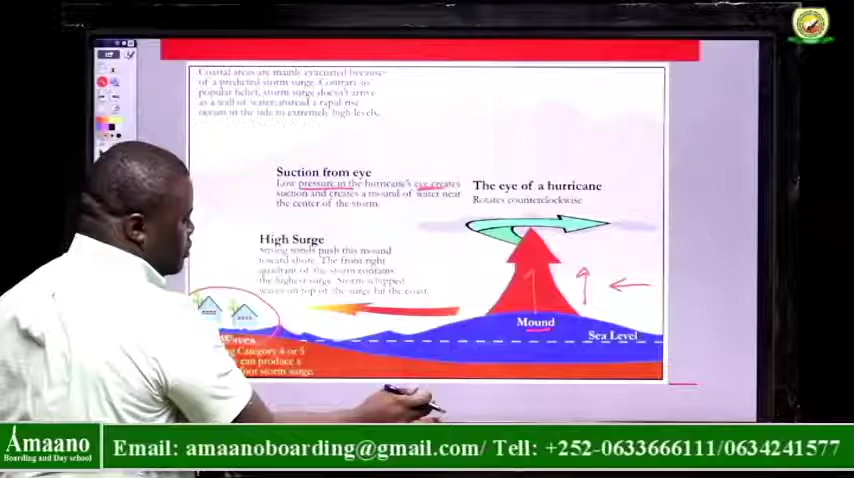 Coastal areas are mainly evacuated because
of a predicted storm surge. Contrary to
popular belief, storm surge doesn't arrive
as a wall of water; instead a rapid rise
occurs in the tide to extremely high levels.
Suction from eye
Low pressure in the hurricane's eye creates
suction and creates a mound of water near
the center of the storm.
The eye of a hurricane
Rotates counterclockwise
High Surge
Strong winds push this mound
toward shore. The front right
quadrant of the storm contains
the highest surge. Storm whipped
waves on top of the surge hit the coast.
Mound
Sea Level
Waves
Category 4 or 5
can produce a
foot storm surge.
Amaano
Boarding and Day school
Email: amaanoboarding@gmail.com/ Tell: +252-0633666111/0634241577